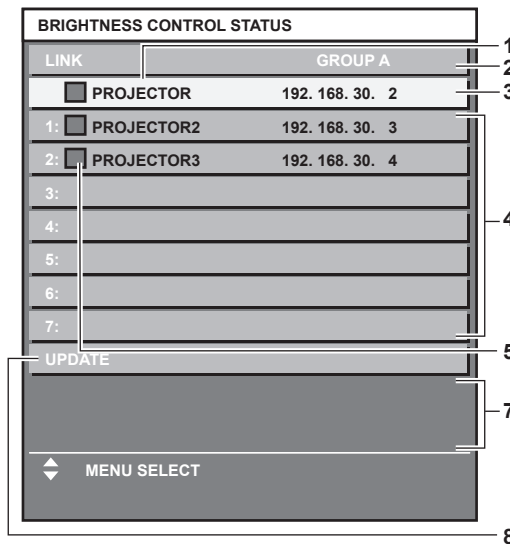 BRIGHTNESS CONTROL STATUS
1
LINK GROUP A
2
PROJECTOR 192. 168. 30. 2
3
1: PROJECTOR2 192. 168. 30. 3
2: PROJECTOR3 192. 168. 30. 4
3:
4:
4
5:
6:
7:
5
UPDATE
7
MENU SELECT
8